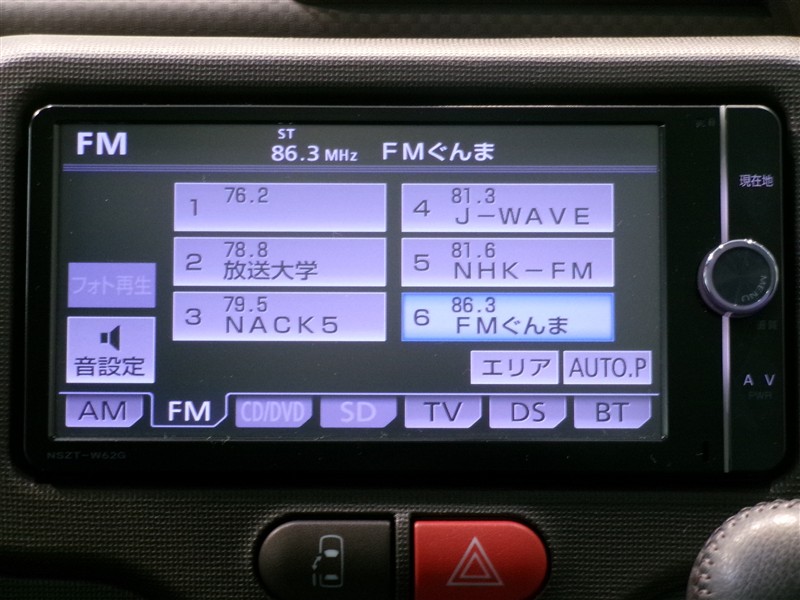 FM
ST
86.3 MHz FMぐんま
現在地
1 76.2
4 81.3
J-WAVE
2 78.8
放送大学
5 81.6
NHK-FM
フォト再生
3 79.5
NACK5
6 86.3
FMぐんま
MENU
音設定
エリア AUTO.P
AV
AM FM CD/DVD SD TV DS BT
NSZT-W62G